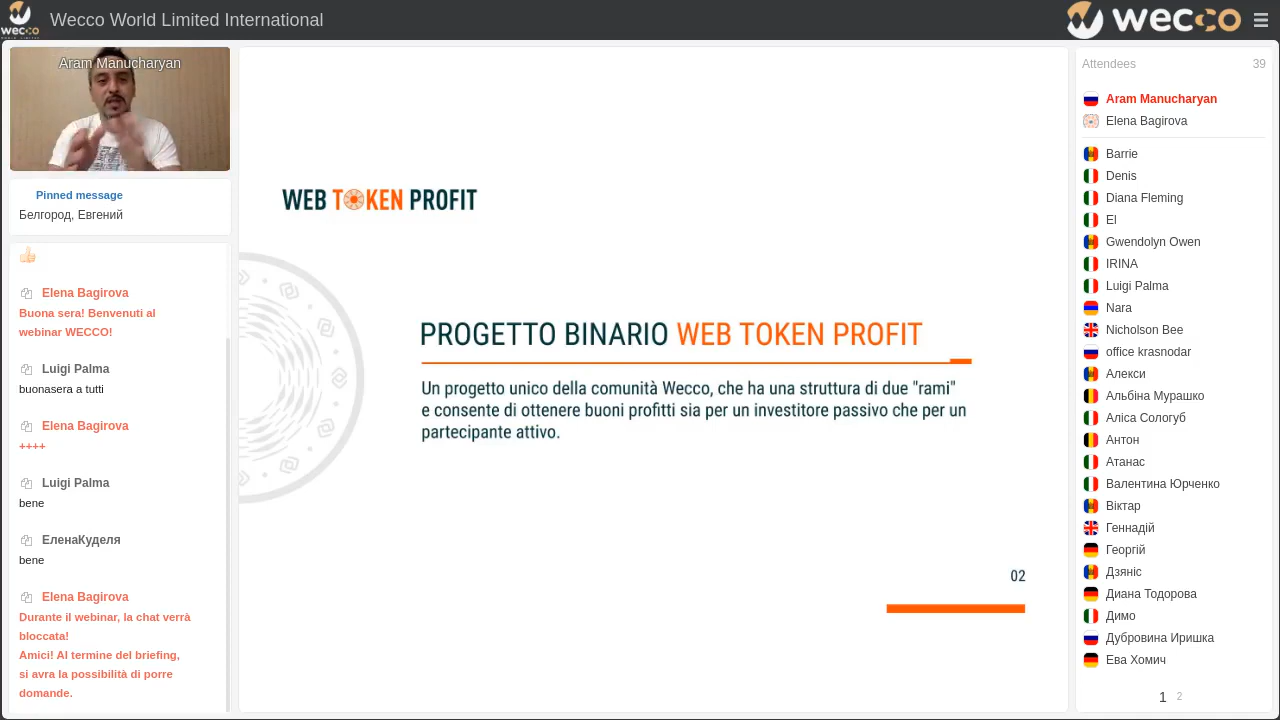 Wecco World Limited International
wecco
wecco
Aram Manucharyan
Pinned message
Белгород, Евгений
Elena Bagirova
Buona sera! Benvenuti al
webinar WECCO!
Luigi Palma
buonasera a tutti
Elena Bagirova
++++
Luigi Palma
bene
ЕленаКуделя
bene
Elena Bagirova
Durante il webinar, la chat verrà
bloccata!
Amici! Al termine del briefing,
si avra la possibilità di porre
domande.
WEB TOKEN PROFIT
PROGETTO BINARIO WEB TOKEN PROFIT
Un progetto unico della comunità Wecco, che ha una struttura di due "rami"
e consente di ottenere buoni profitti sia per un investitore passivo che per un
partecipante attivo.
02
Attendees 39
Aram Manucharyan
Elena Bagirova
Barrie
Denis
Diana Fleming
El
Gwendolyn Owen
IRINA
Luigi Palma
Nara
Nicholson Bee
office krasnodar
Алекси
Альбіна Мурашко
Аліса Сологуб
Антон
Атанас
Валентина Юрченко
Віктар
Геннадій
Георгій
Дзяніс
Диана Тодорова
Димо
Дубровина Иришка
Ева Хомич
1 2